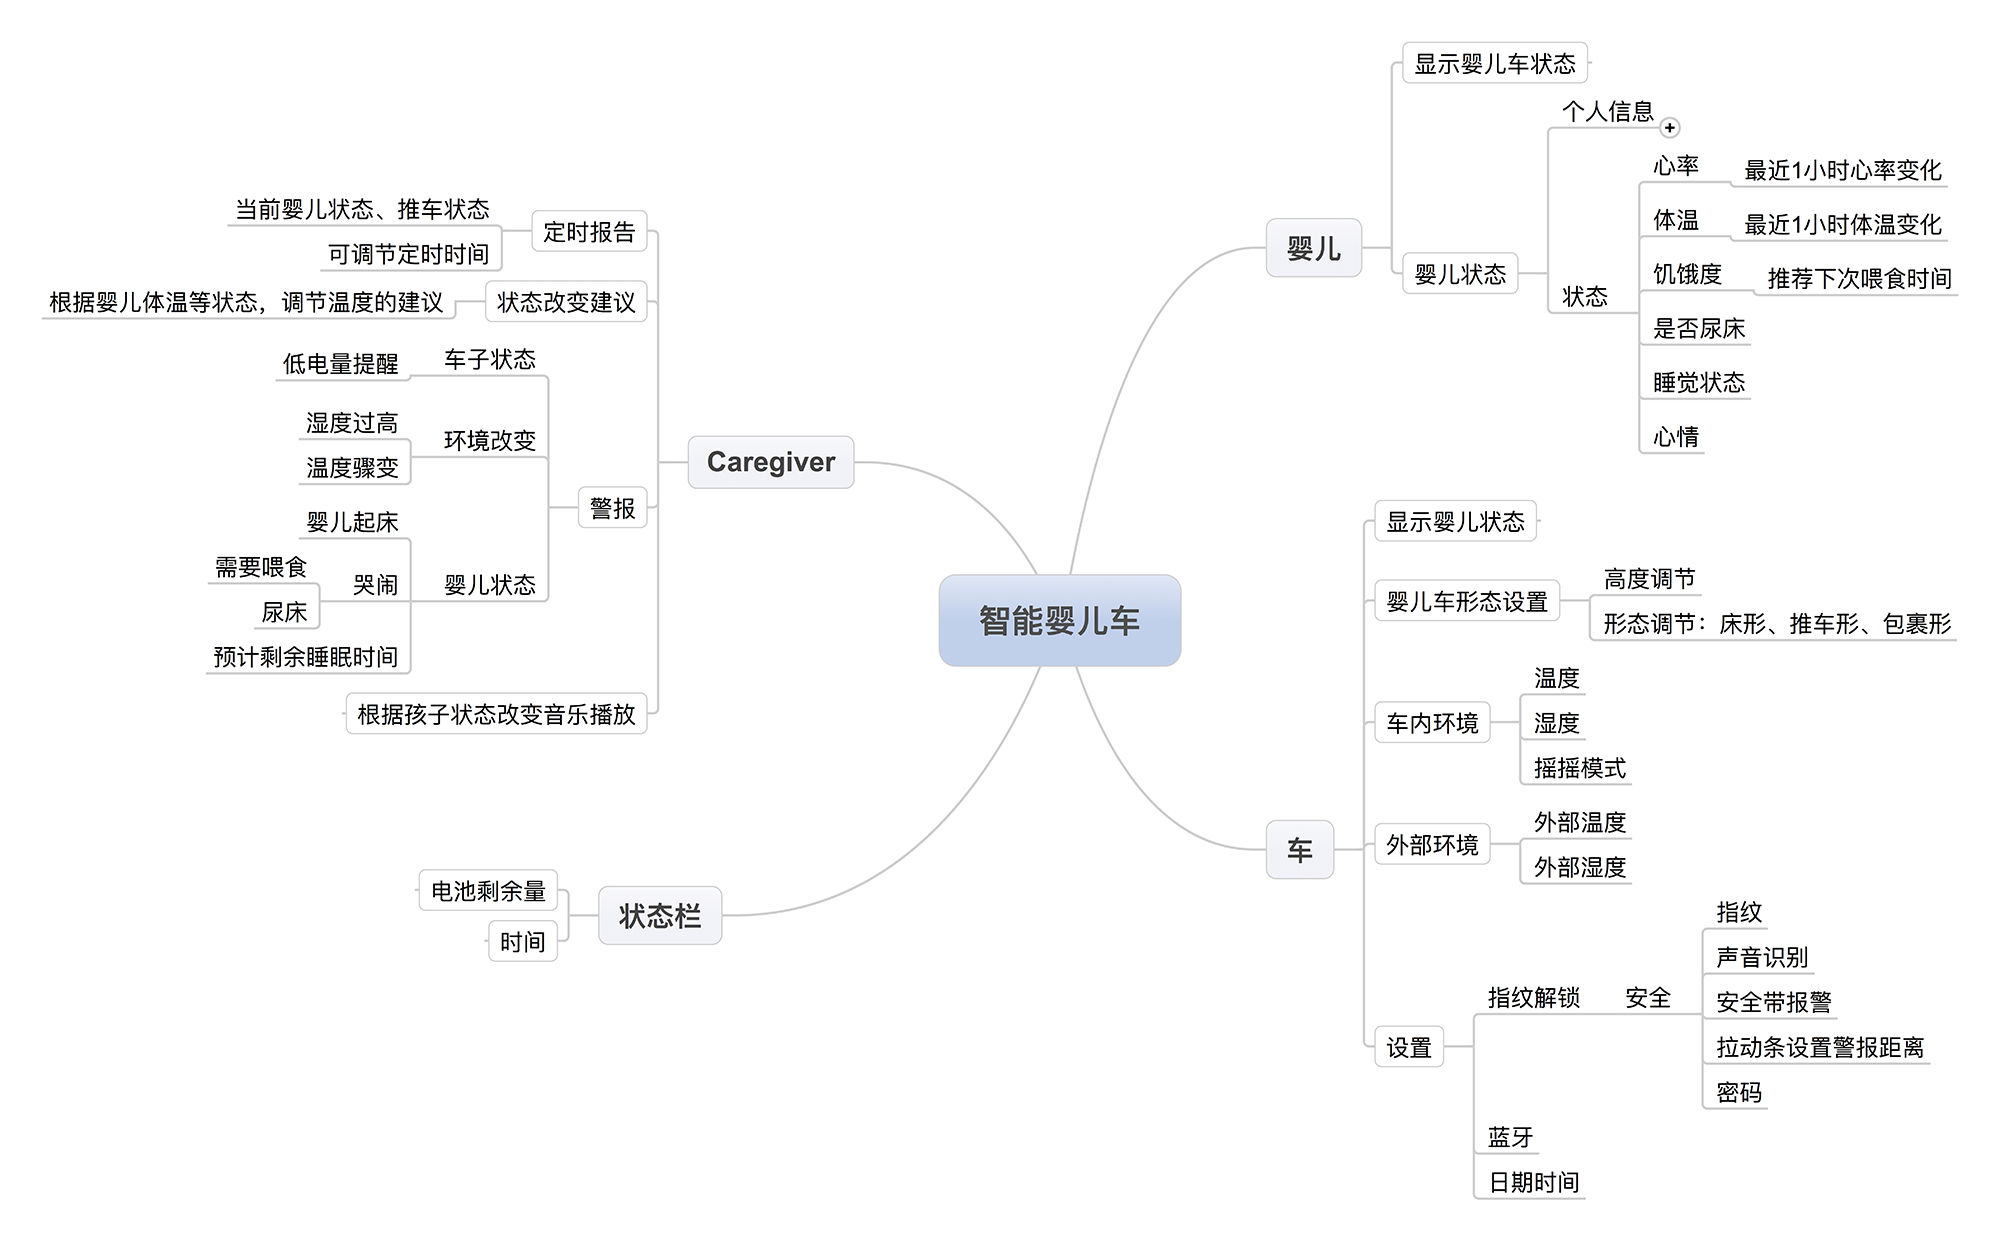 智能婴儿车
婴儿
显示婴儿车状态
婴儿状态
个人信息
状态
心率
最近1小时心率变化
体温
最近1小时体温变化
饥饿度
推荐下次喂食时间
是否尿床
睡觉状态
心情
车
显示婴儿状态
婴儿车形态设置
高度调节
形态调节：床形、推车形、包裹形
车内环境
温度
湿度
摇摇模式
外部环境
外部温度
外部湿度
设置
指纹解锁
安全
指纹
声音识别
安全带报警
拉动条设置警报距离
密码
蓝牙
日期时间
Caregiver
定时报告
当前婴儿状态、推车状态
可调节定时时间
状态改变建议
根据婴儿体温等状态，调节温度的建议
警报
车子状态
低电量提醒
环境改变
湿度过高
温度骤变
婴儿状态
婴儿起床
哭闹
需要喂食
尿床
预计剩余睡眠时间
根据孩子状态改变音乐播放
状态栏
电池剩余量
时间